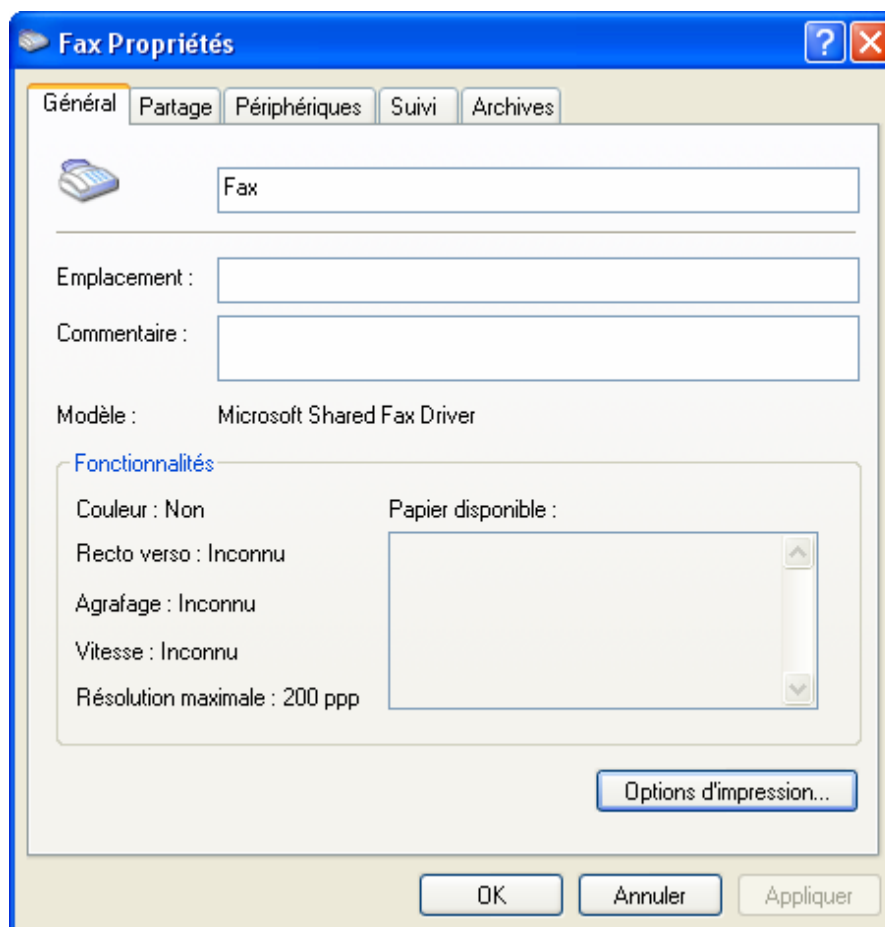 Fax Propriétés
Général Partage Périphériques Suivi Archives
Fax
Emplacement :
Commentaire :
Modèle : Microsoft Shared Fax Driver
Fonctionnalités
Couleur : Non
Papier disponible :
Recto verso : Inconnu
Agrafage : Inconnu
Vitesse : Inconnu
Résolution maximale : 200 ppp
Options d'impression...
OK Annuler Appliquer